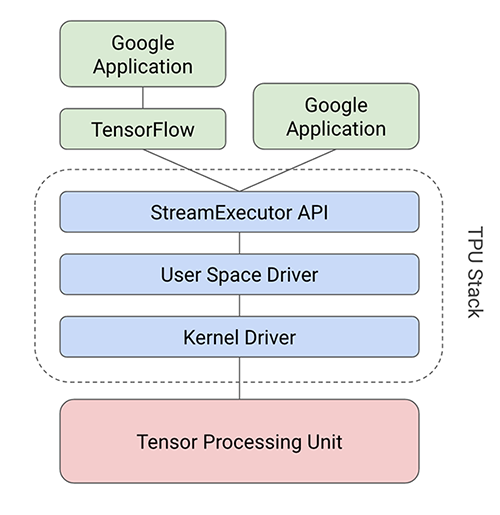 Google
Application
TensorFlow
Google
Application
StreamExecutor API
User Space Driver
Kernel Driver
TPU Stack
Tensor Processing Unit